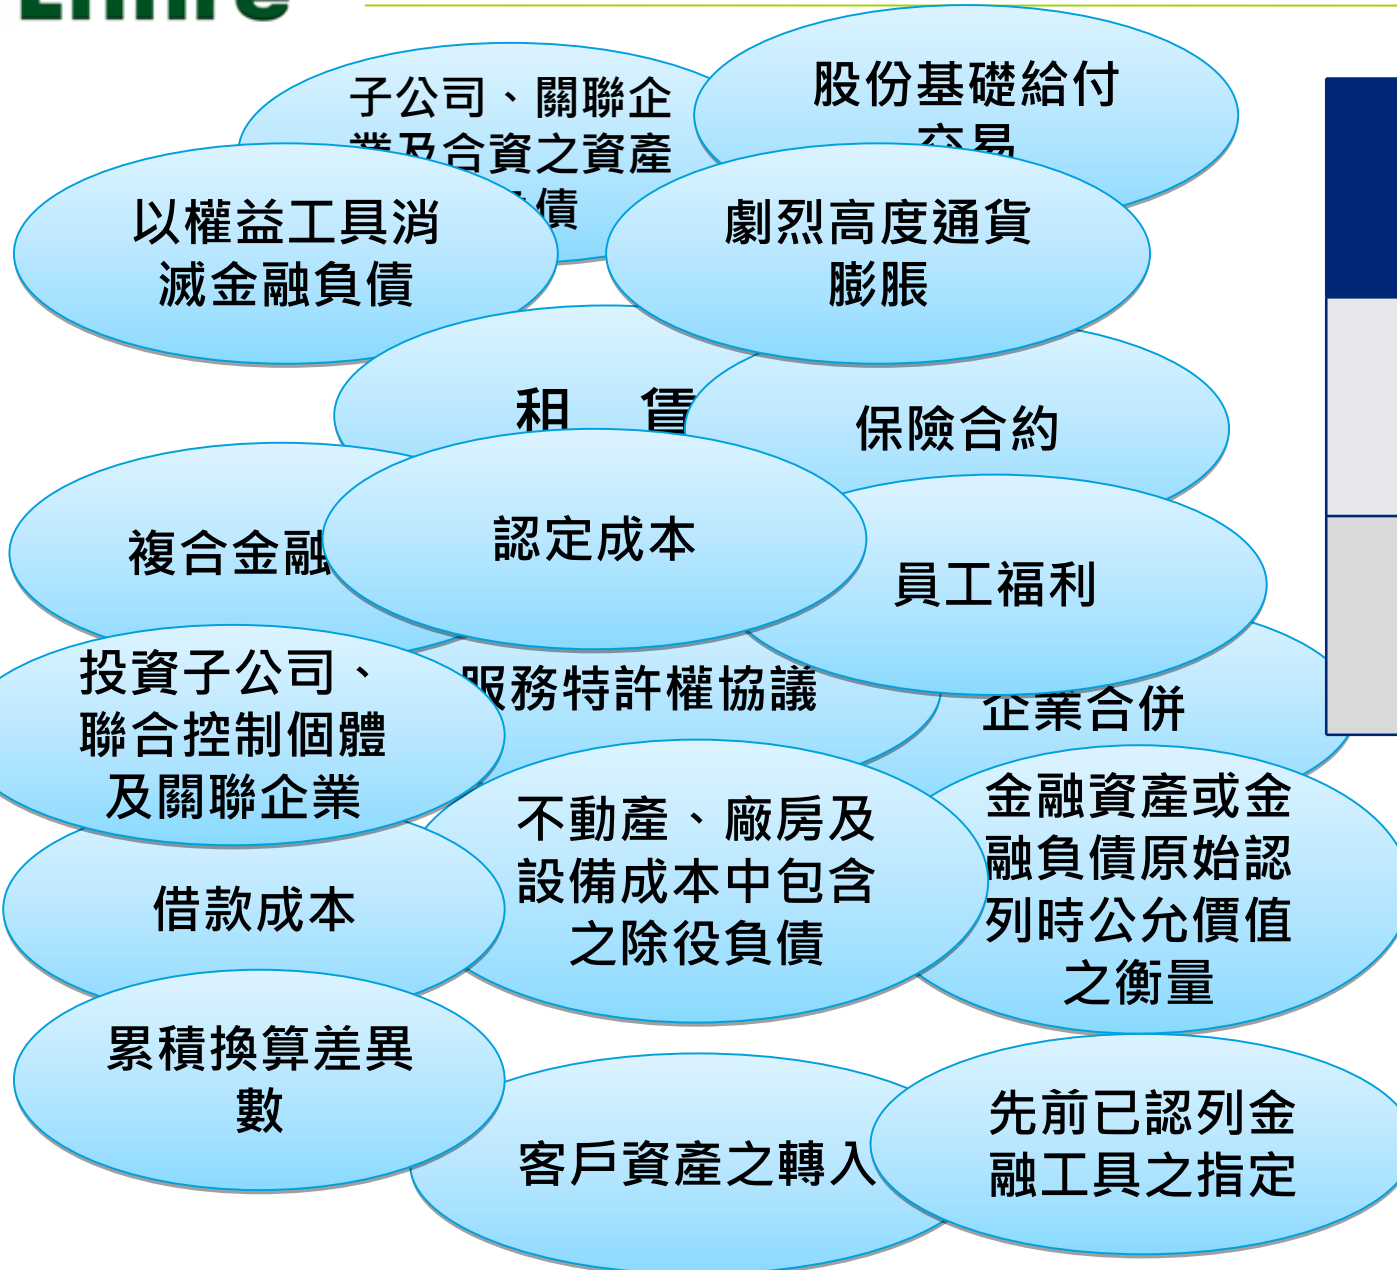 子公司、關聯企
業及合資之資產
債
股份基礎給付
交易
以權益工具消
滅金融負債
劇烈高度通貨
膨脹
租 賃
保險合約
複合金融
認定成本
員工福利
投資子公司、
聯合控制個體
及關聯企業
服務特許權協議
企業合併
不動產、廠房及
設備成本中包含
之除役負債
金融資產或金
融負債原始認
列時公允價值
之衡量
借款成本
累積換算差異
數
客戶資產之轉入
先前已認列金
融工具之指定